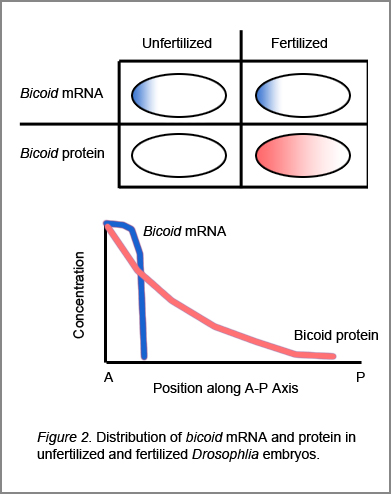 Unfertilized Fertilized
Bicoid mRNA
Bicoid protein
Bicoid mRNA
Concentration
Bicoid protein
A P
Position along A-P Axis
Figure 2. Distribution of bicoid mRNA and protein in
unfertilized and fertilized Drosophlia embryos.